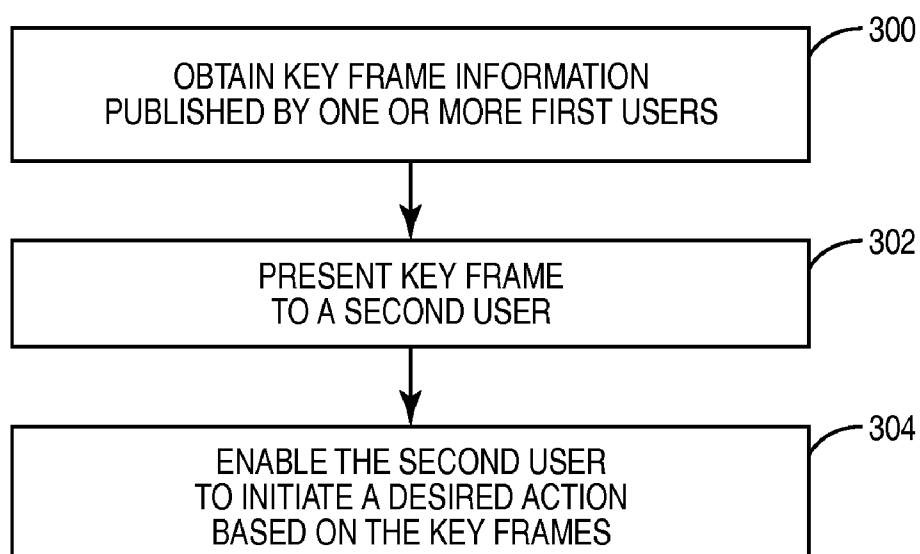 300
OBTAIN KEY FRAME INFORMATION
PUBLISHED BY ONE OR MORE FIRST USERS
302
PRESENT KEY FRAME
TO A SECOND USER
304
ENABLE THE SECOND USER
TO INITIATE A DESIRED ACTION
BASED ON THE KEY FRAMES